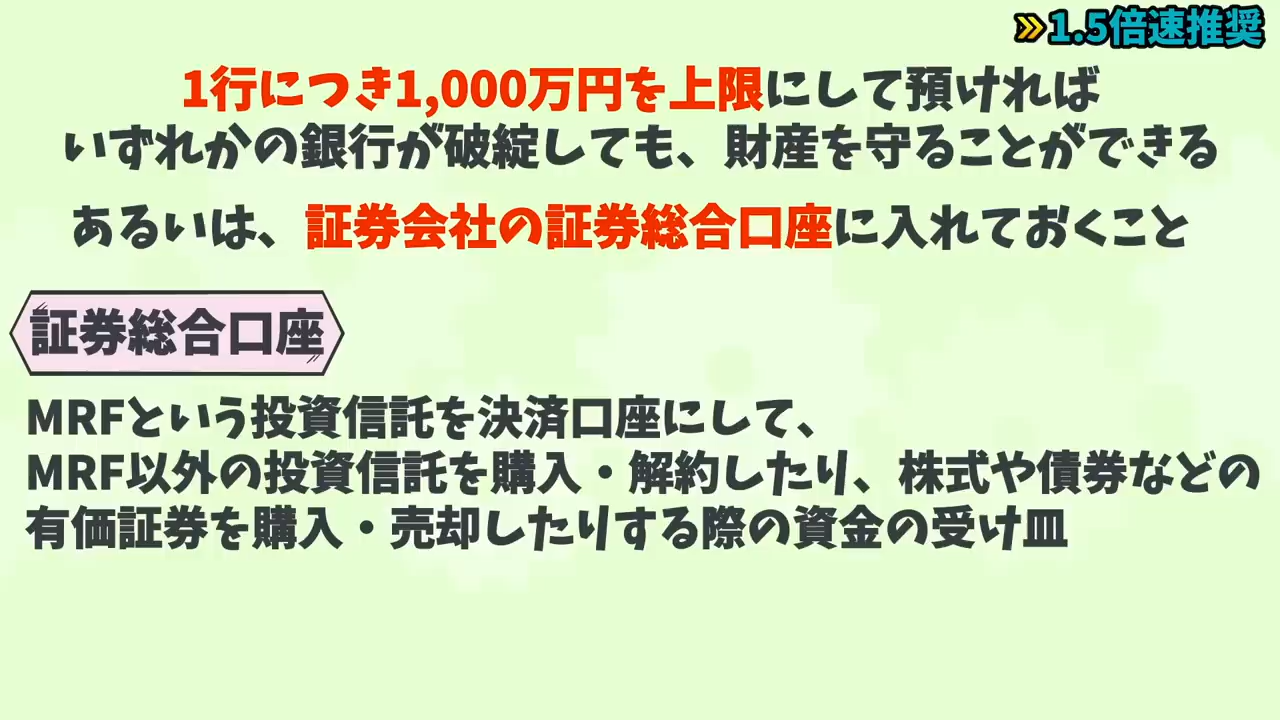 1.5倍速推奨
1行につき1,000万円を上限にして預ければ
いずれかの銀行が破綻しても、財産を守ることができる
あるいは、証券会社の証券総合口座に入れておくこと
証券総合口座
MRFという投資信託を決済口座にして、
MRF以外の投資信託を購入・解約したり、株式や債券などの
有価証券を購入・売却したりする際の資金の受け皿